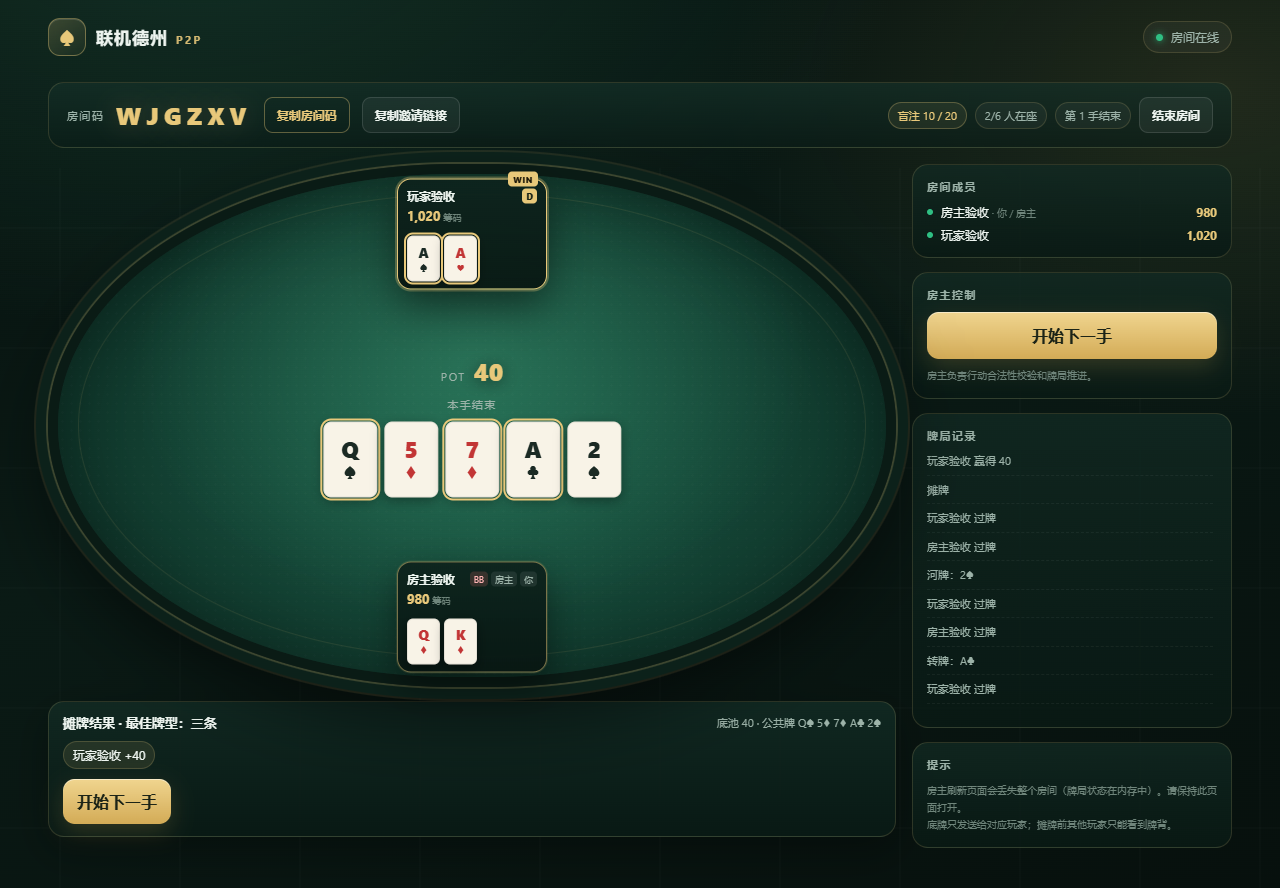 联机德州 P2P
房间在线
房间码 WJGZXV 复制房间码 复制邀请链接
盲注 10 / 20 2/6 人在座 第 1 手结束 结束房间
WIN
玩家验收 D
1,020 筹码
A♠ A♥
POT 40
本手结束
Q♠ 5♦ 7♦ A♣ 2♠
房主验收 BB 房主 你
980 筹码
Q♦ K♦
摊牌结果 · 最佳牌型：三条
底池 40 · 公共牌 Q♠ 5♦ 7♦ A♣ 2♠
玩家验收 +40
开始下一手
房间成员
房主验收 · 你 / 房主 980
玩家验收 1,020
房主控制
开始下一手
房主负责行动合法性校验和牌局推进。
牌局记录
玩家验收 赢得 40
摊牌
玩家验收 过牌
房主验收 过牌
河牌：2♠
玩家验收 过牌
房主验收 过牌
转牌：A♣
玩家验收 过牌
提示
房主刷新页面会丢失整个房间（牌局状态在内存中）。请保持此页
面打开。
底牌只发送给对应玩家；摊牌前其他玩家只能看到牌背。